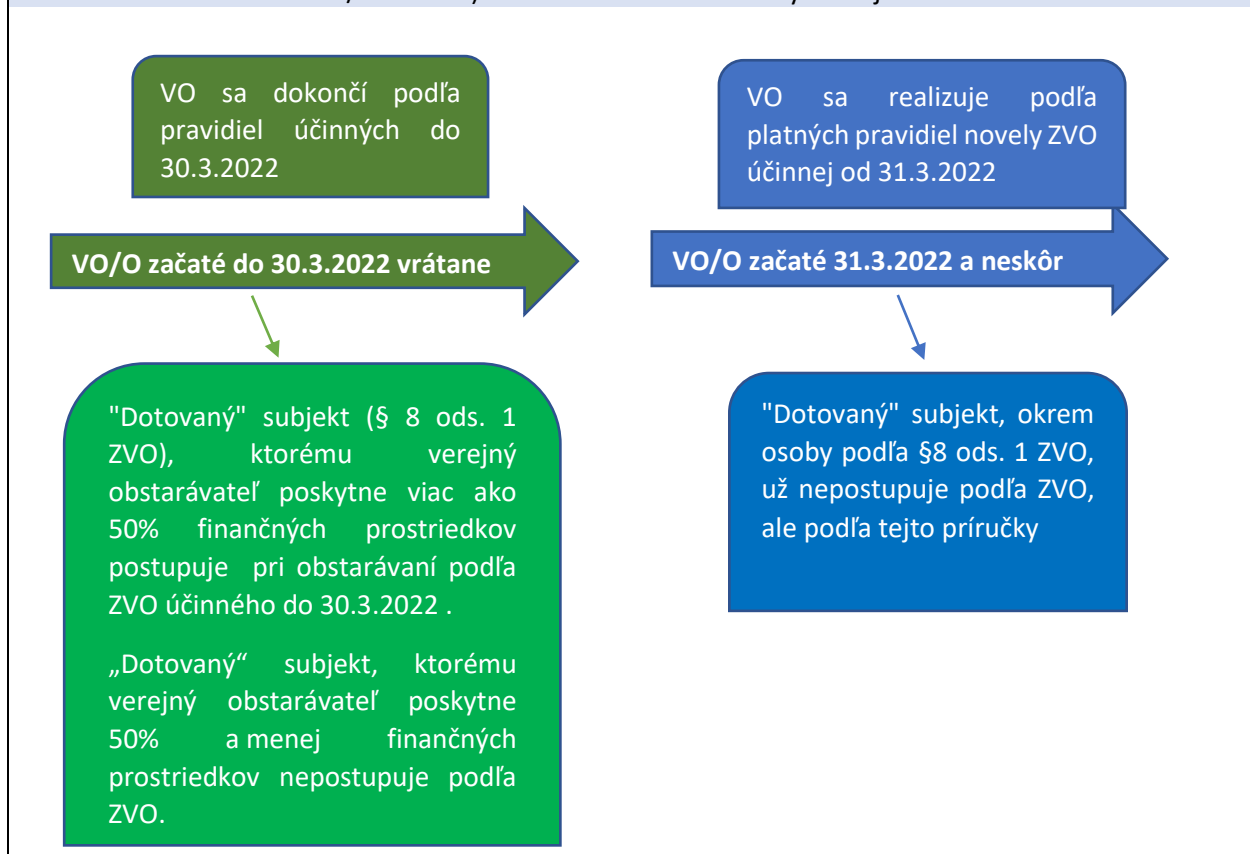 VO sa dokončí podľa
pravidiel účinných do
30.3.2022
VO/O začaté do 30.3.2022 vrátane
"Dotovaný" subjekt (§ 8 ods. 1
ZVO), ktorému verejný
obstarávateľ poskytne viac ako
50% finančných prostriedkov
postupuje pri obstarávaní podľa
ZVO účinného do 30.3.2022 .
„Dotovaný“ subjekt, ktorému
verejný obstarávateľ poskytne
50% a menej finančných
prostriedkov nepostupuje podľa
ZVO.
VO sa realizuje podľa
platných pravidiel novely ZVO
účinnej od 31.3.2022
VO/O začaté 31.3.2022 a neskôr
"Dotovaný" subjekt, okrem
osoby podľa §8 ods. 1 ZVO,
už nepostupuje podľa ZVO,
ale podľa tejto príručky